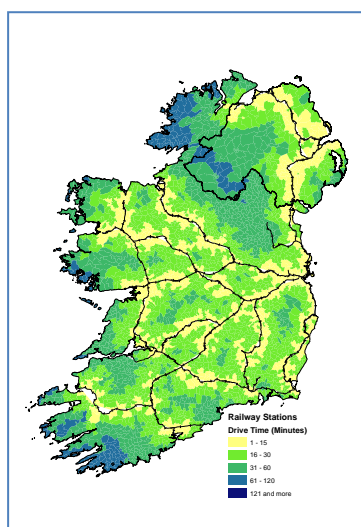 Railway Stations
Drive Time (Minutes)
1 - 15
16 - 30
31 - 60
61 - 120
121 and more